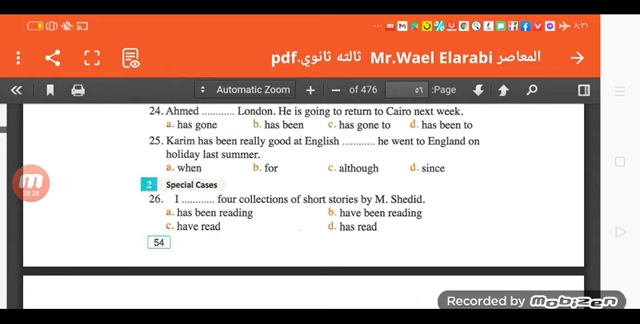 ٨:٣١
المعاصر Mr.Wael Elarabi ثالثه ثانوي.pdf
Automatic Zoom
of 476 ٥٦ :Page
24. Ahmed ............ London. He is going to return to Cairo next week.
a. has gone b. has been c. has gone to d. has been to
25. Karim has been really good at English ............ he went to England on
holiday last summer.
a. when b. for c. although d. since
2 Special Cases
26. I ............ four collections of short stories by M. Shedid.
a. has been reading b. have been reading
c. have read d. has read
54
Recorded by Mobizen